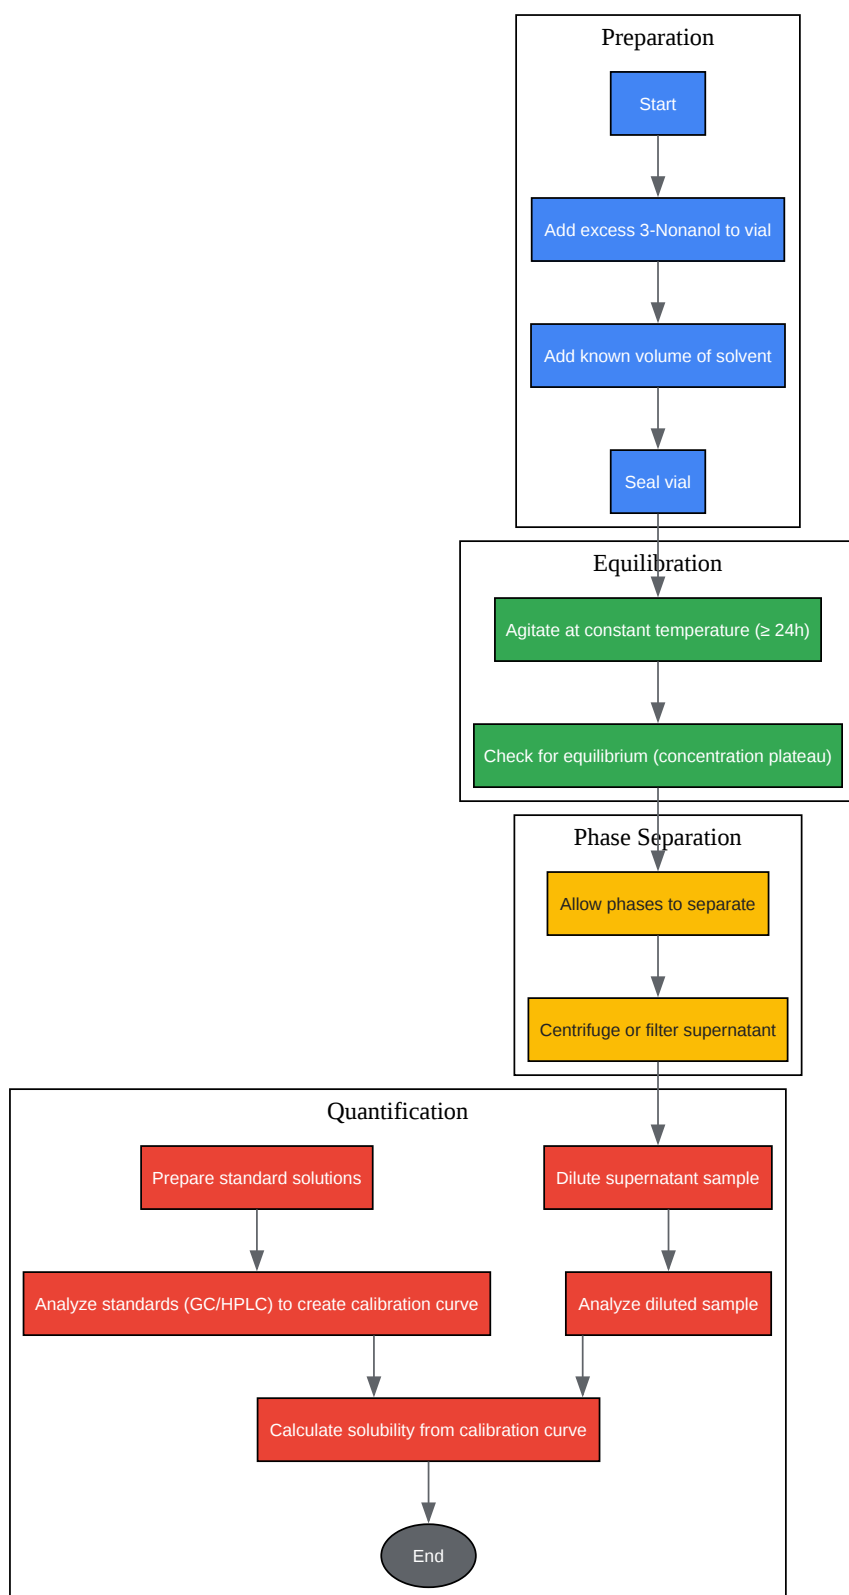 Preparation
Start
Add excess 3-Nonanol to vial
Add known volume of solvent
Seal vial
Equilibration
Agitate at constant temperature (≥ 24h)
Check for equilibrium (concentration plateau)
Phase Separation
Allow phases to separate
Centrifuge or filter supernatant
Quantification
Prepare standard solutions
Dilute supernatant sample
Analyze standards (GC/HPLC) to create calibration curve
Analyze diluted sample
Calculate solubility from calibration curve
End